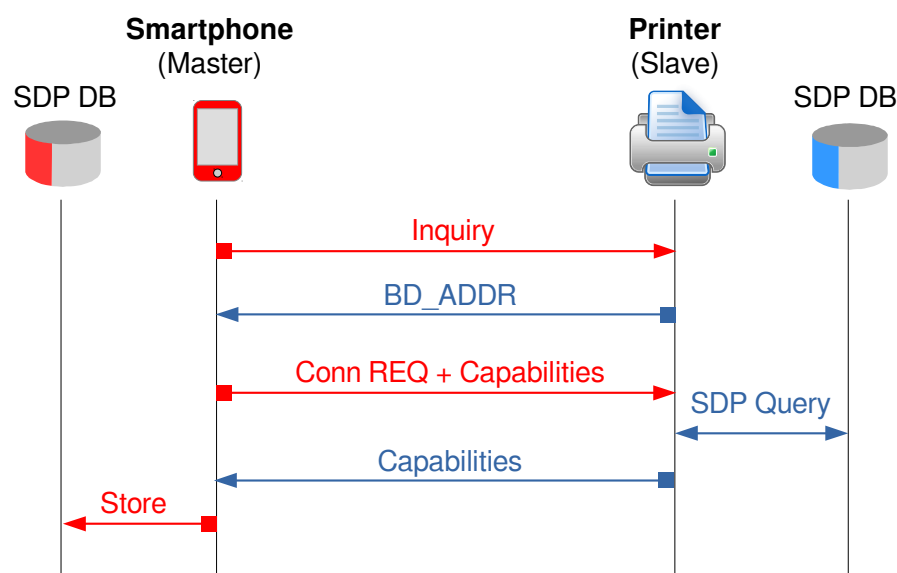 Smartphone
(Master)
Printer
(Slave)
SDP DB
SDP DB
Inquiry
BD_ADDR
Conn REQ + Capabilities
SDP Query
Capabilities
Store